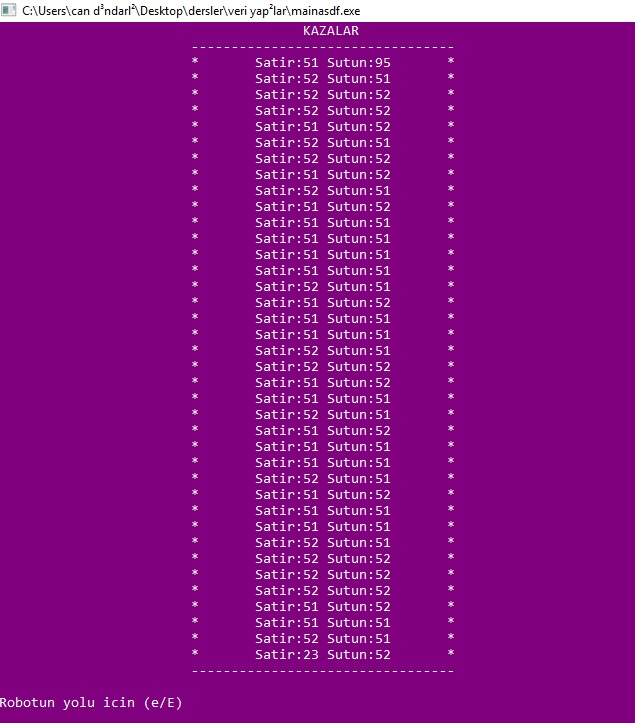 C:\Users\can d³ndarl²\Desktop\dersler\veri yap²lar\mainasdf.exe
KAZALAR
---------------------------------
* Satir:51 Sutun:95 *
* Satir:52 Sutun:51 *
* Satir:52 Sutun:52 *
* Satir:52 Sutun:52 *
* Satir:51 Sutun:52 *
* Satir:52 Sutun:51 *
* Satir:52 Sutun:52 *
* Satir:51 Sutun:52 *
* Satir:52 Sutun:51 *
* Satir:51 Sutun:52 *
* Satir:51 Sutun:51 *
* Satir:51 Sutun:51 *
* Satir:51 Sutun:51 *
* Satir:51 Sutun:51 *
* Satir:52 Sutun:51 *
* Satir:51 Sutun:52 *
* Satir:51 Sutun:51 *
* Satir:51 Sutun:51 *
* Satir:52 Sutun:51 *
* Satir:52 Sutun:52 *
* Satir:51 Sutun:52 *
* Satir:51 Sutun:51 *
* Satir:52 Sutun:51 *
* Satir:51 Sutun:52 *
* Satir:51 Sutun:51 *
* Satir:51 Sutun:51 *
* Satir:52 Sutun:51 *
* Satir:51 Sutun:52 *
* Satir:51 Sutun:51 *
* Satir:51 Sutun:51 *
* Satir:52 Sutun:51 *
* Satir:52 Sutun:52 *
* Satir:52 Sutun:52 *
* Satir:51 Sutun:52 *
* Satir:51 Sutun:51 *
* Satir:52 Sutun:51 *
* Satir:23 Sutun:52 *
---------------------------------
Robotun yolu icin (e/E)